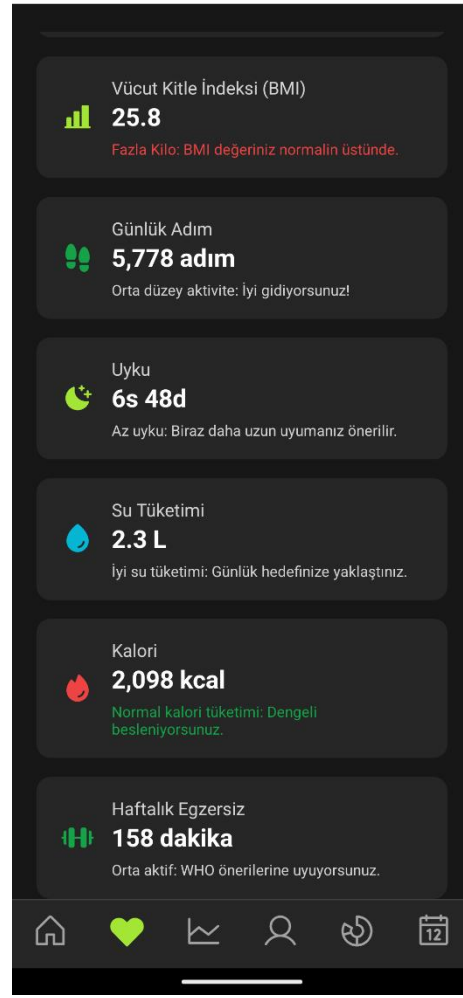 Vücut Kitle İndeksi (BMI)
25.8
Fazla Kilo: BMI değeriniz normalin üstünde.
Günlük Adım
5,778 adım
Orta düzey aktivite: İyi gidiyorsunuz!
Uyku
6s 48d
Az uyku: Biraz daha uzun uyumanız önerilir.
Su Tüketimi
2.3 L
İyi su tüketimi: Günlük hedefinize yaklaştınız.
Kalori
2,098 kcal
Normal kalori tüketimi: Dengeli
besleniyorsunuz.
Haftalık Egzersiz
158 dakika
Orta aktif: WHO önerilerine uyuyorsunuz.
12